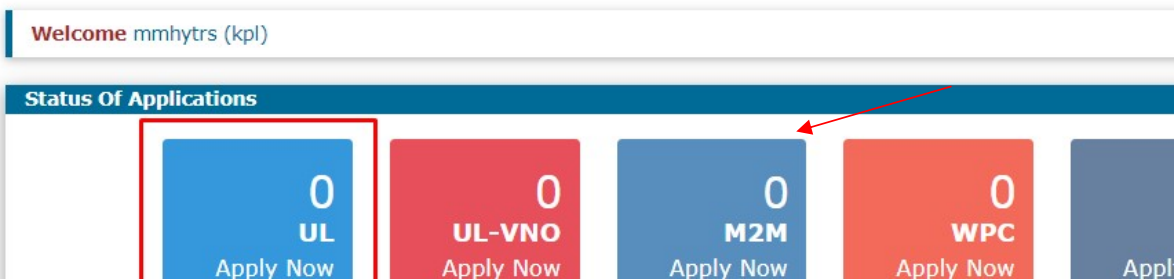 Welcome mmhytrs (kpl)
Status Of Applications
0 0 0 0
UL UL-VNO M2M WPC
Apply Now Apply Now Apply Now Apply Now Appl